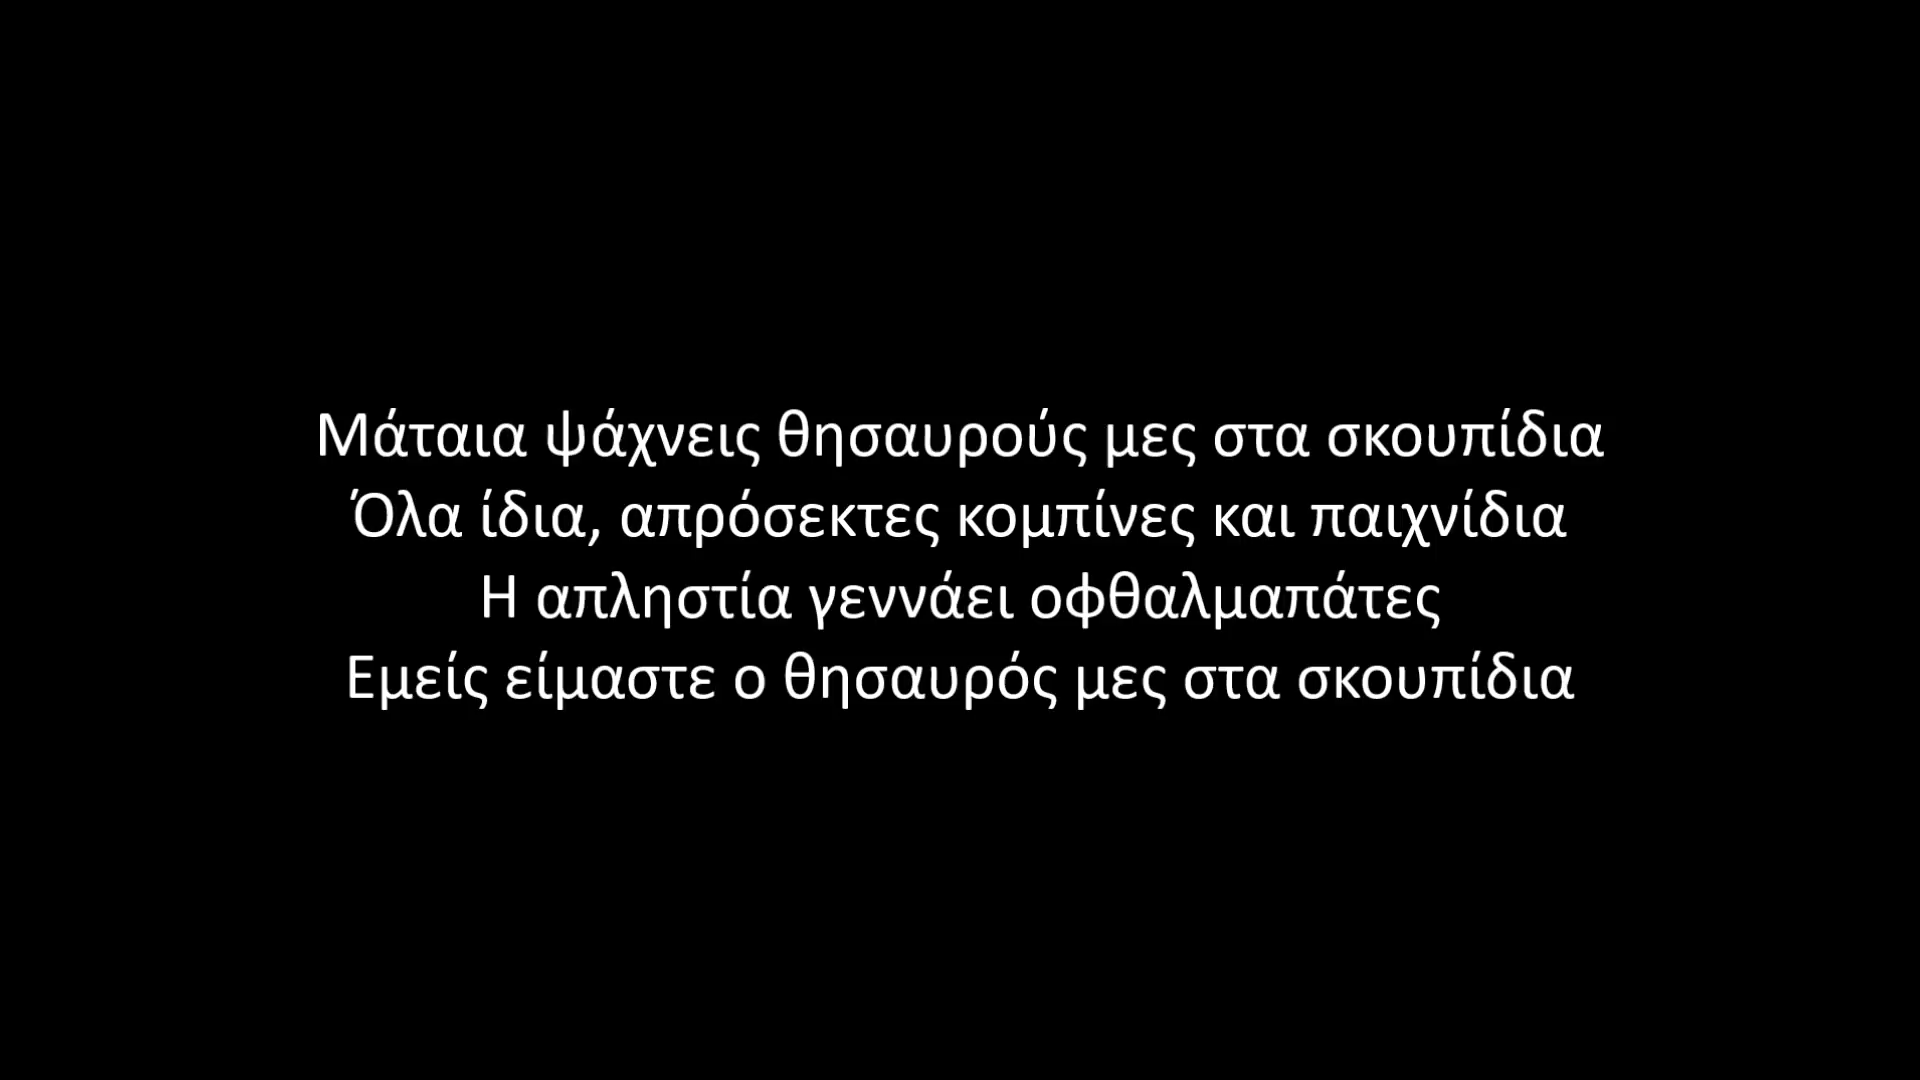 Μάταια ψάχνεις θησαυρούς μες στα σκουπίδια
Όλα ίδια, απρόσεκτες κομπίνες και παιχνίδια
Η απληστία γεννάει οφθαλμαπάτες
Εμείς είμαστε ο θησαυρός μες στα σκουπίδια